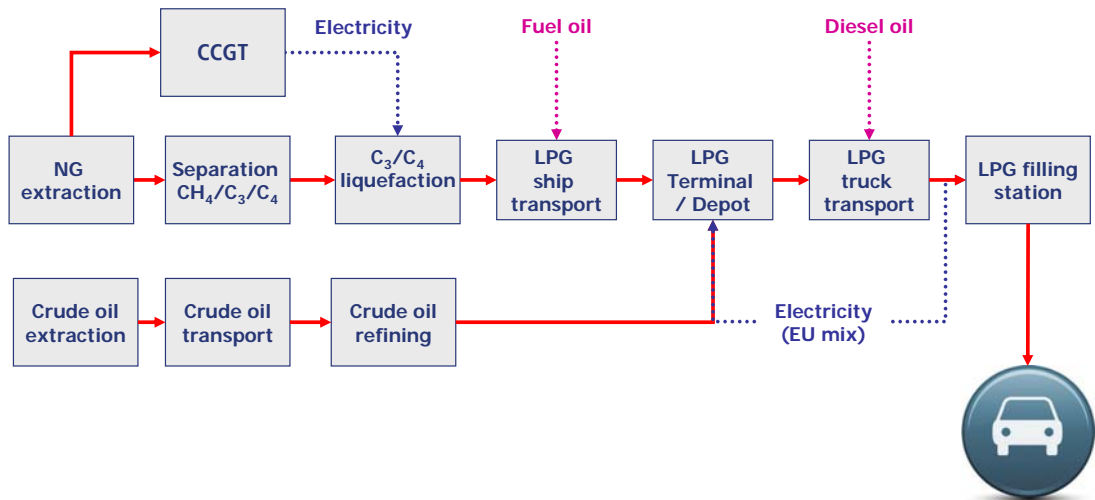 Electricity
Fuel oil
Diesel oil
CCGT
NG
extraction
Separation
CH4/C3/C4
C3/C4
liquefaction
LPG
ship
transport
LPG
Terminal
/ Depot
LPG
truck
transport
LPG filling
station
Crude oil
extraction
Crude oil
transport
Crude oil
refining
Electricity
(EU mix)